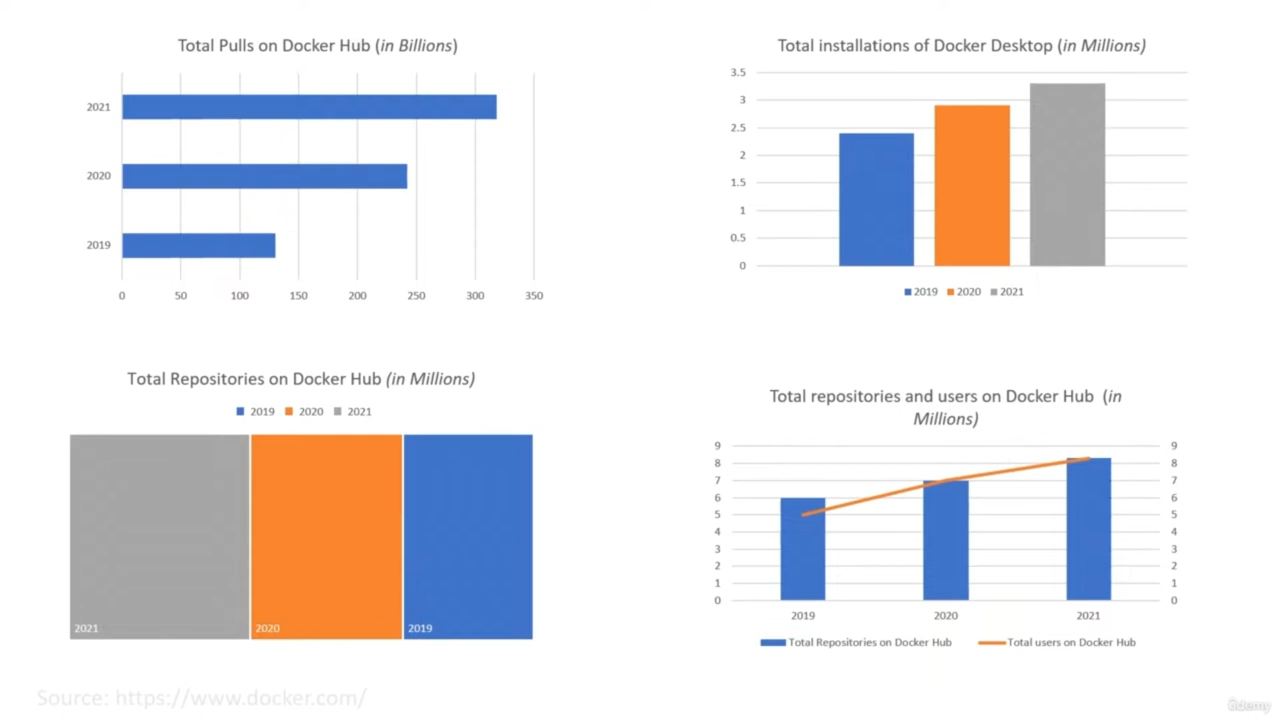 Total Pulls on Docker Hub (in Billions)
2021
2020
2019
0 50 100 150 200 250 300 350
Total installations of Docker Desktop (in Millions)
3.5
3
2.5
2
1.5
1
0.5
0
2019 2020 2021
Total Repositories on Docker Hub (in Millions)
2019 2020 2021
2021 2020 2019
Total repositories and users on Docker Hub (in
Millions)
9 9
8 8
7 7
6 6
5 5
4 4
3 3
2 2
1 1
0 0
2019 2020 2021
Total Repositories on Docker Hub Total users on Docker Hub
Source: https://www.docker.com/
ûdemy